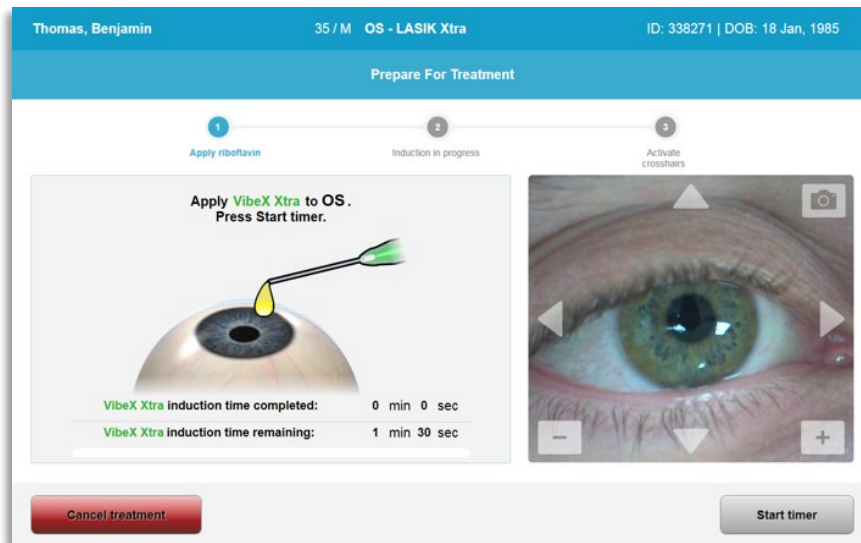 Thomas, Benjamin 35 / M OS - LASIK Xtra ID: 338271 | DOB: 18 Jan, 1985
Prepare For Treatment
1 2 3
Apply riboflavin Induction in progress Activate
crosshairs
Apply VibeX Xtra to OS.
Press Start timer.
VibeX Xtra induction time completed: 0 min 0 sec
VibeX Xtra induction time remaining: 1 min 30 sec
− +
Cancel treatment Start timer